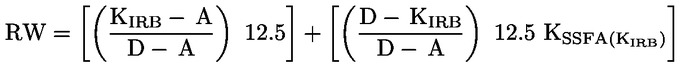 RW = [((K_IRB − A)/(D − A)) 12.5] + [((D − K_IRB)/(D − A)) 12.5 K_SSFA(K_IRB)]